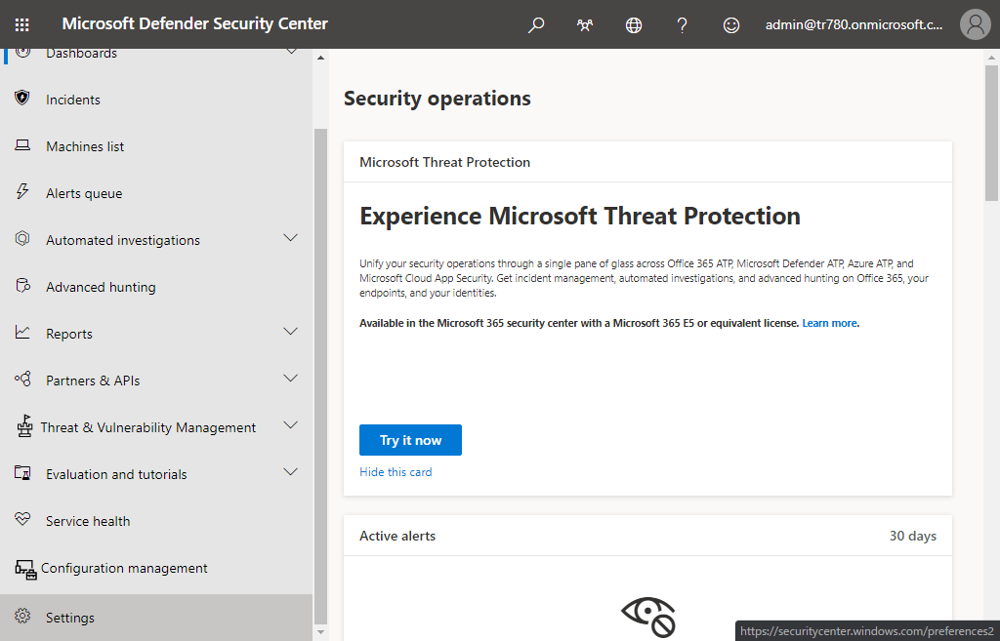 Microsoft Defender Security Center
admin@tr780.onmicrosoft.c...
Dashboards
Incidents
Machines list
Alerts queue
Automated investigations
Advanced hunting
Reports
Partners & APIs
Threat & Vulnerability Management
Evaluation and tutorials
Service health
Configuration management
Settings
Security operations
Microsoft Threat Protection
Experience Microsoft Threat Protection
Unify your security operations through a single pane of glass across Office 365 ATP, Microsoft Defender ATP, Azure ATP, and
Microsoft Cloud App Security. Get incident management, automated investigations, and advanced hunting on Office 365, your
endpoints, and your identities.
Available in the Microsoft 365 security center with a Microsoft 365 E5 or equivalent license. Learn more.
Try it now
Hide this card
Active alerts
30 days
https://securitycenter.windows.com/preferences2